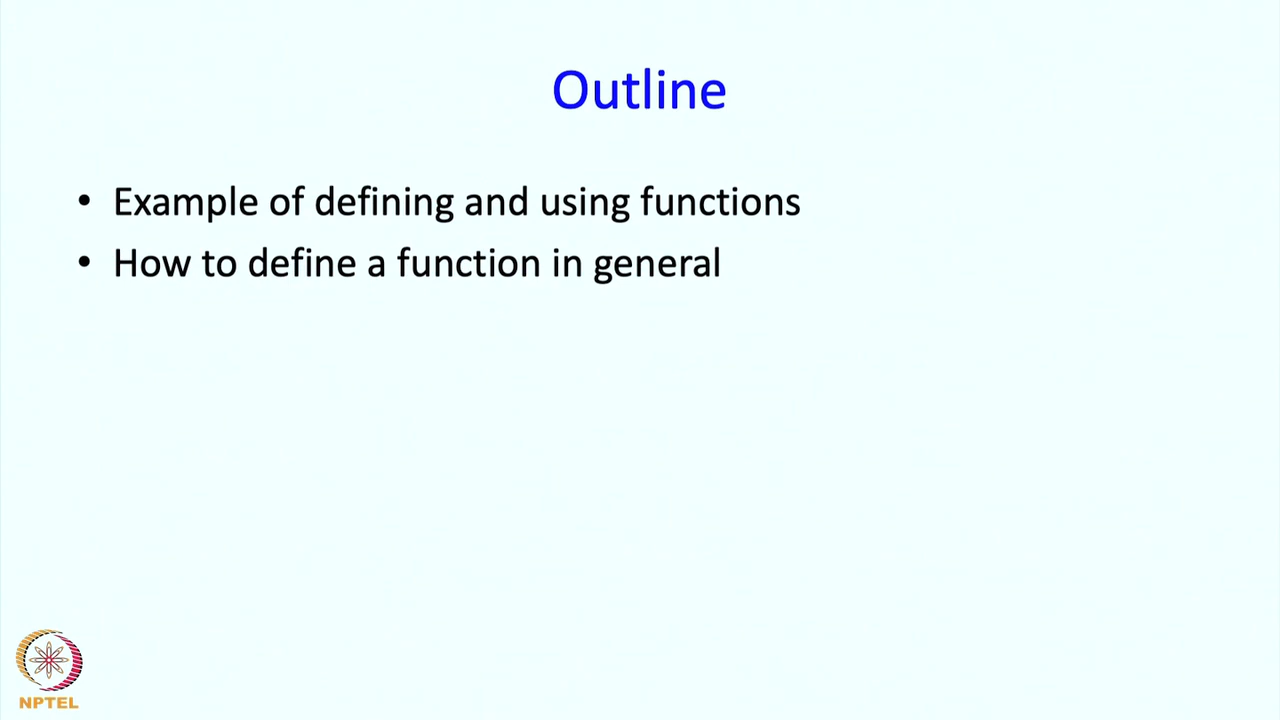 Outline
• Example of defining and using functions
• How to define a function in general
NPTEL